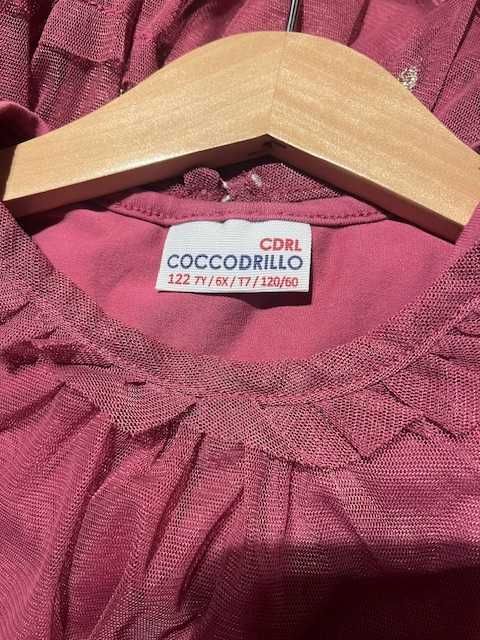 CDRL
COCCODRILLO
122 7Y / 6X / T7 / 120/60